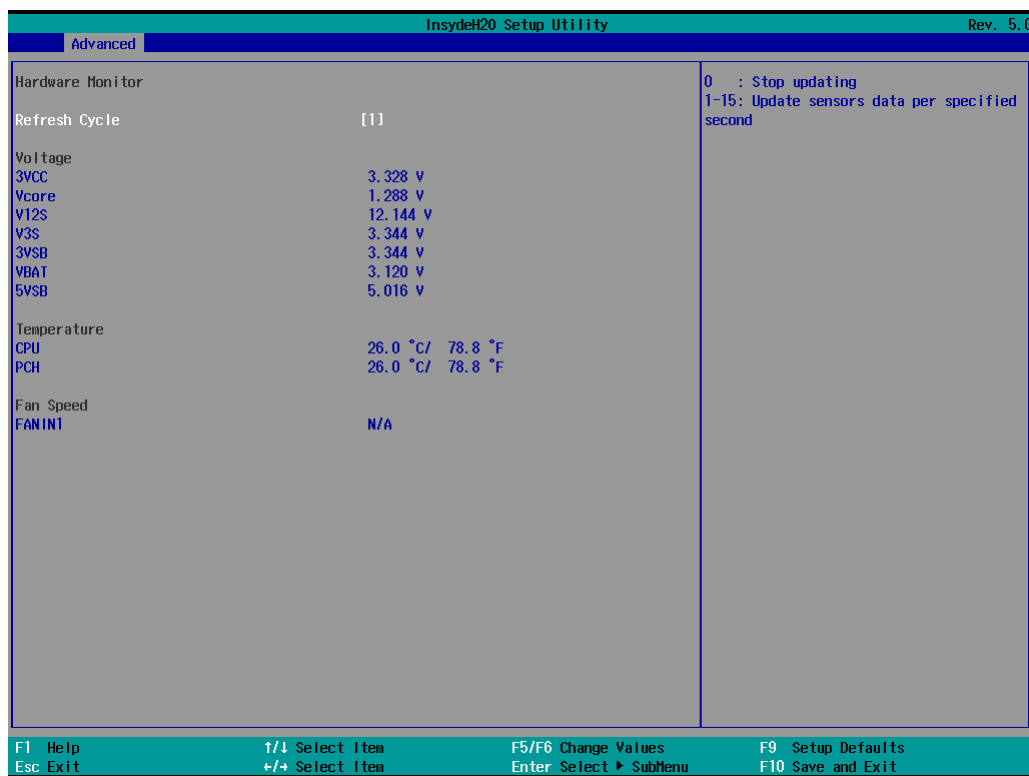 InsydeH20 Setup Utility Rev. 5.0
Advanced
Hardware Monitor
Refresh Cycle [1]
Voltage
3VCC 3.328 V
Vcore 1.288 V
V12S 12.144 V
V3S 3.344 V
3VSB 3.344 V
VBAT 3.120 V
5VSB 5.016 V
Temperature
CPU 26.0 °C/ 78.8 °F
PCH 26.0 °C/ 78.8 °F
Fan Speed
FANIN1 N/A
0 : Stop updating
1-15: Update sensors data per specified
second
F1 Help ↑/↓ Select Item F5/F6 Change Values F9 Setup Defaults
Esc Exit ←/→ Select Item Enter Select ▶ SubMenu F10 Save and Exit